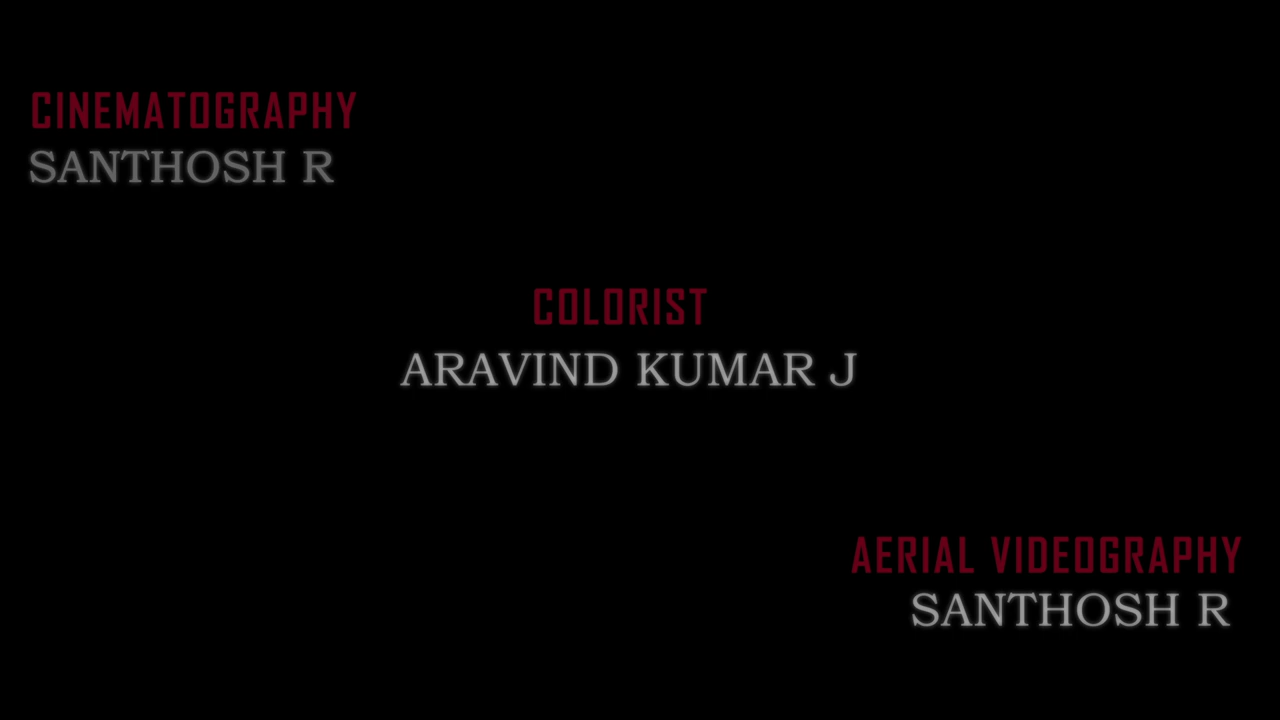 CINEMATOGRAPHY
SANTHOSH R
COLORIST
ARAVIND KUMAR J
AERIAL VIDEOGRAPHY
SANTHOSH R